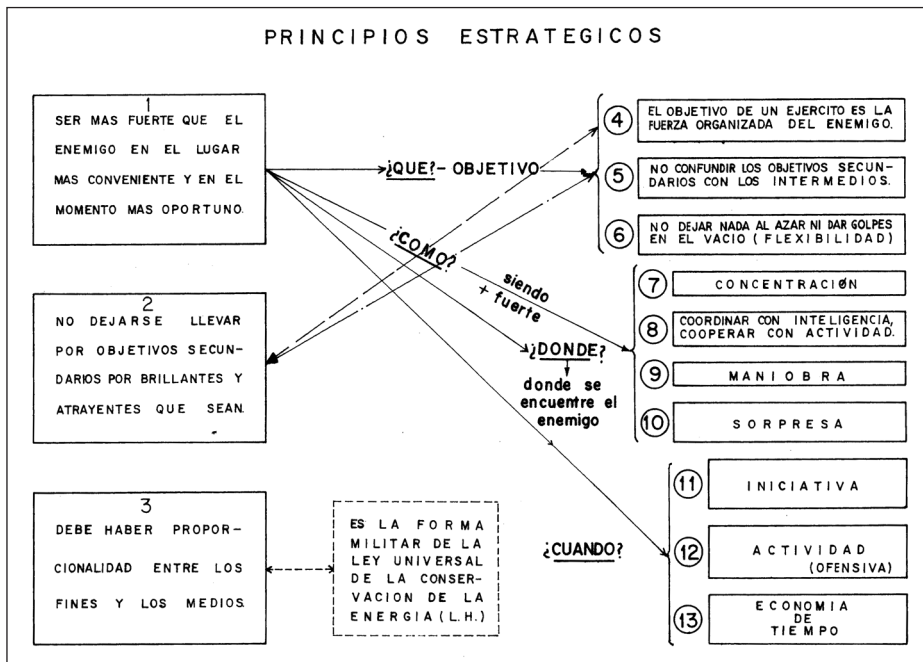 PRINCIPIOS ESTRATEGICOS
1
SER MAS FUERTE QUE EL
ENEMIGO EN EL LUGAR
MAS CONVENIENTE Y EN EL
MOMENTO MAS OPORTUNO.
2
NO DEJARSE LLEVAR
POR OBJETIVOS SECUN-
DARIOS POR BRILLANTES Y
ATRAYENTES QUE SEAN.
3
DEBE HABER PROPOR-
CIONALIDAD ENTRE LOS
FINES Y LOS MEDIOS.
ES LA FORMA
MILITAR DE LA
LEY UNIVERSAL
DE LA CONSER-
VACION DE LA
ENERGIA (L.H.)
¿QUE?- OBJETIVO
¿COMO?
siendo
+ fuerte
¿DONDE?
donde se
encuentre el
enemigo
¿CUANDO?
4
EL OBJETIVO DE UN EJERCITO ES LA
FUERZA ORGANIZADA DEL ENEMIGO.
5
NO CONFUNDIR LOS OBJETIVOS SECUN-
DARIOS CON LOS INTERMEDIOS.
6
NO DEJAR NADA AL AZAR NI DAR GOLPES
EN EL VACIO (FLEXIBILIDAD)
7
CONCENTRACIÓN
8
COORDINAR CON INTELIGENCIA,
COOPERAR CON ACTIVIDAD.
9
MANIOBRA
10
SORPRESA
11
INICIATIVA
12
ACTIVIDAD
(OFENSIVA)
13
ECONOMIA
DE
TIEMPO